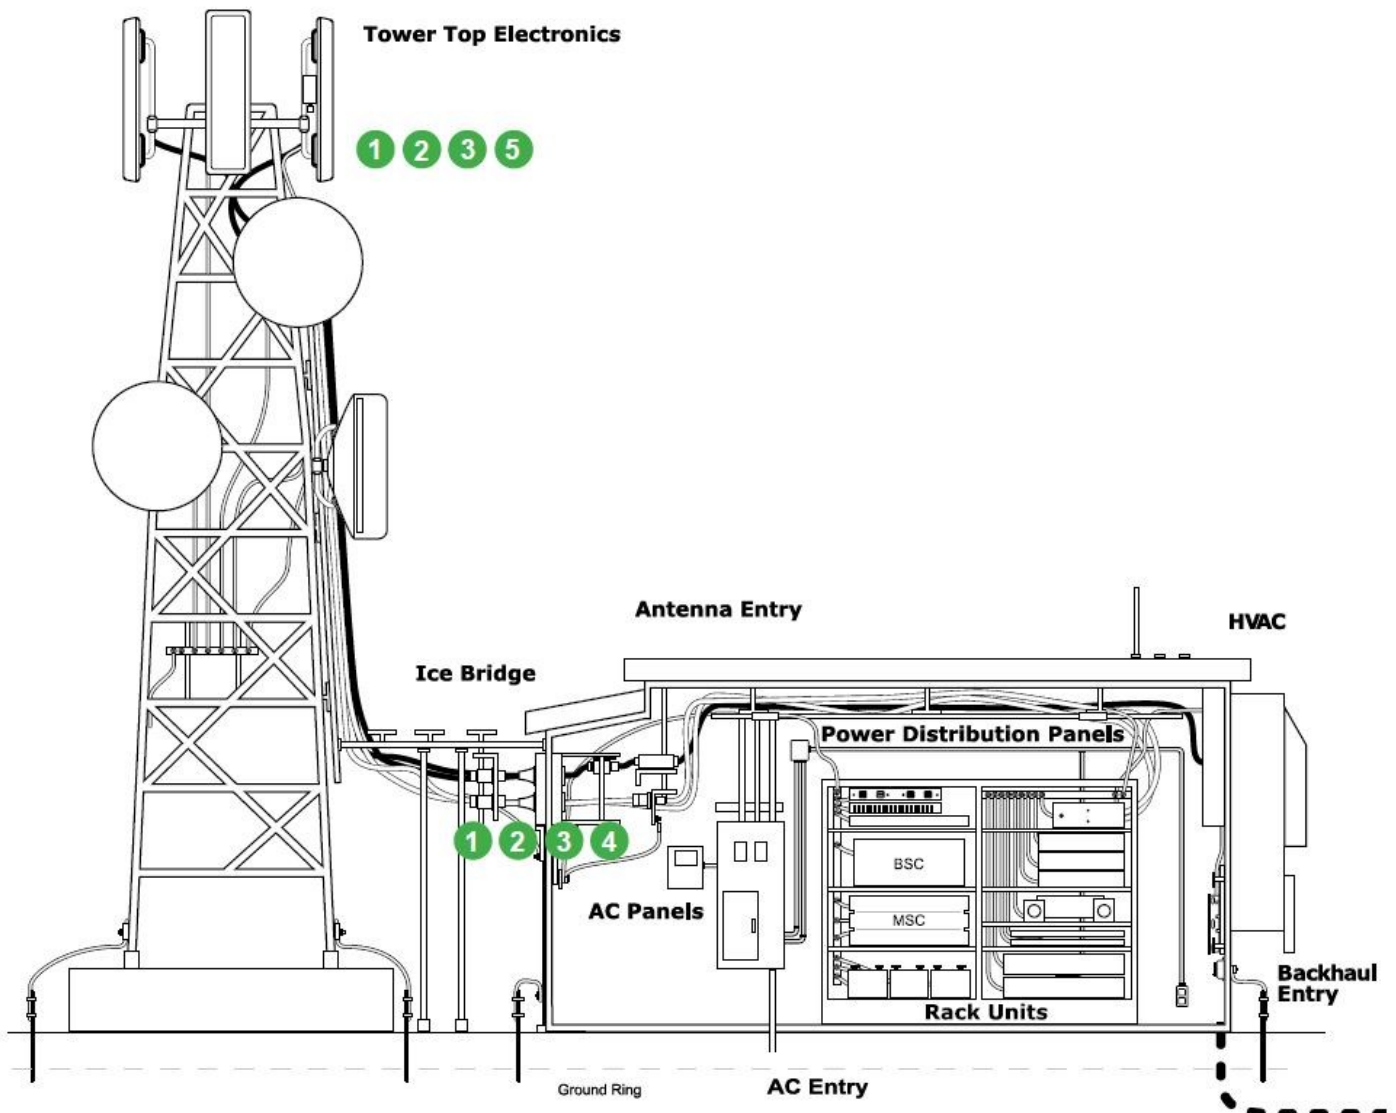 Tower Top Electronics
1 2 3 5
Antenna Entry
HVAC
Ice Bridge
Power Distribution Panels
1 2 3 4
BSC
AC Panels
MSC
Backhaul
Entry
Rack Units
Ground Ring
AC Entry